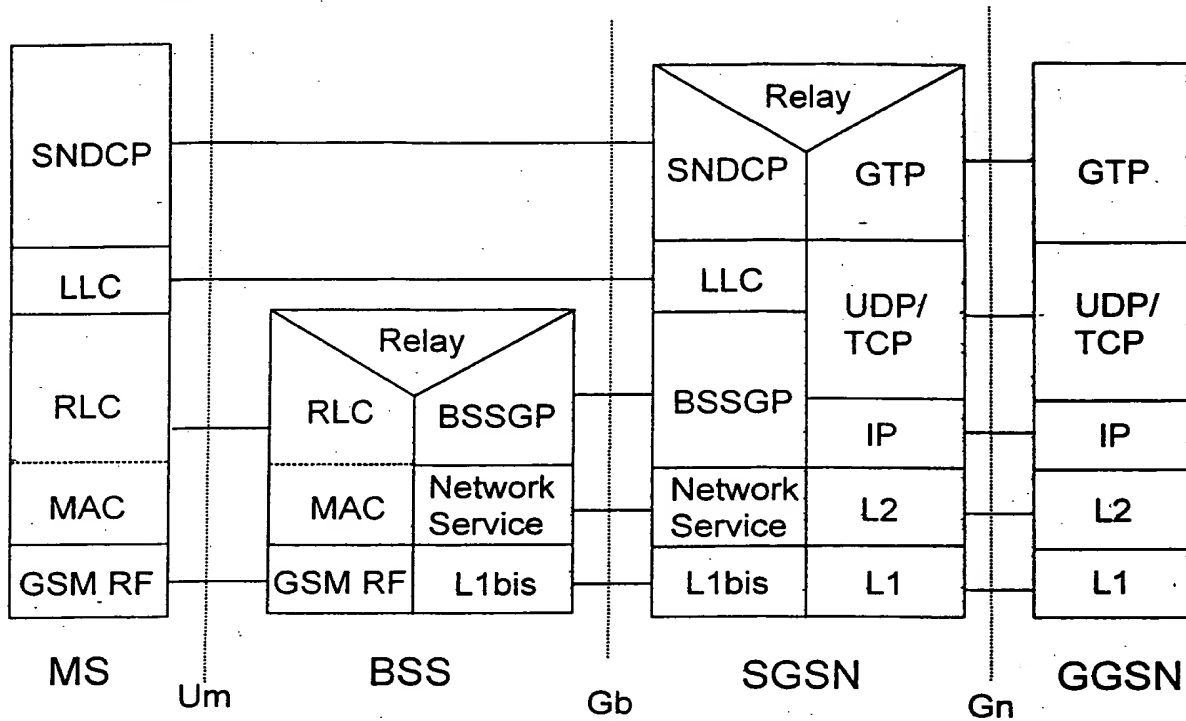 SNDCP
LLC
RLC
MAC
GSM RF
MS
Um
Relay
RLC
MAC
GSM RF
BSSGP
Network
Service
L1bis
BSS
Gb
Relay
SNDCP
LLC
BSSGP
Network
Service
L1bis
GTP
UDP/
TCP
IP
L2
L1
SGSN
Gn
GTP
UDP/
TCP
IP
L2
L1
GGSN